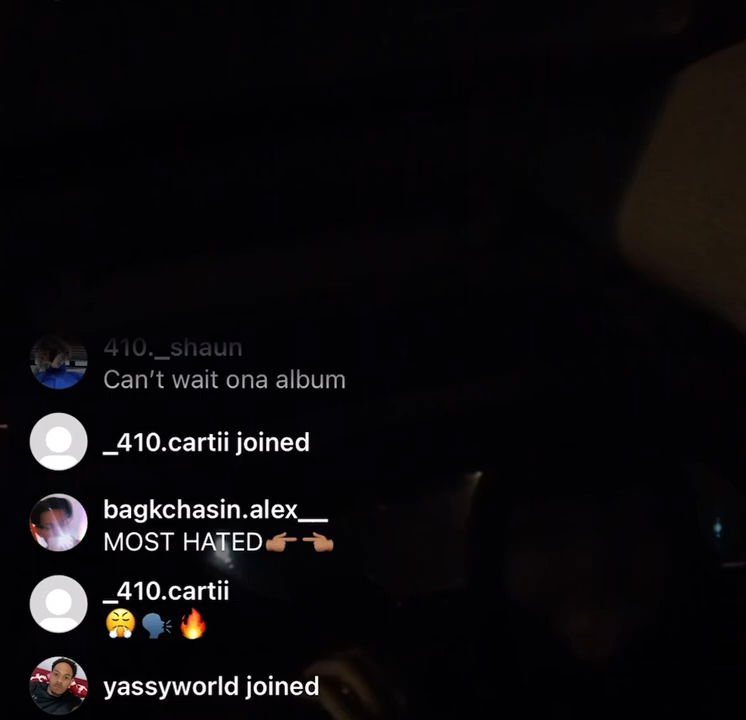 410._shaun
Can't wait ona album
_410.cartii joined
bagkchasin.alex__
MOST HATED🫱🏽🫲🏽
_410.cartii
😤🗣️🔥
yassyworld joined